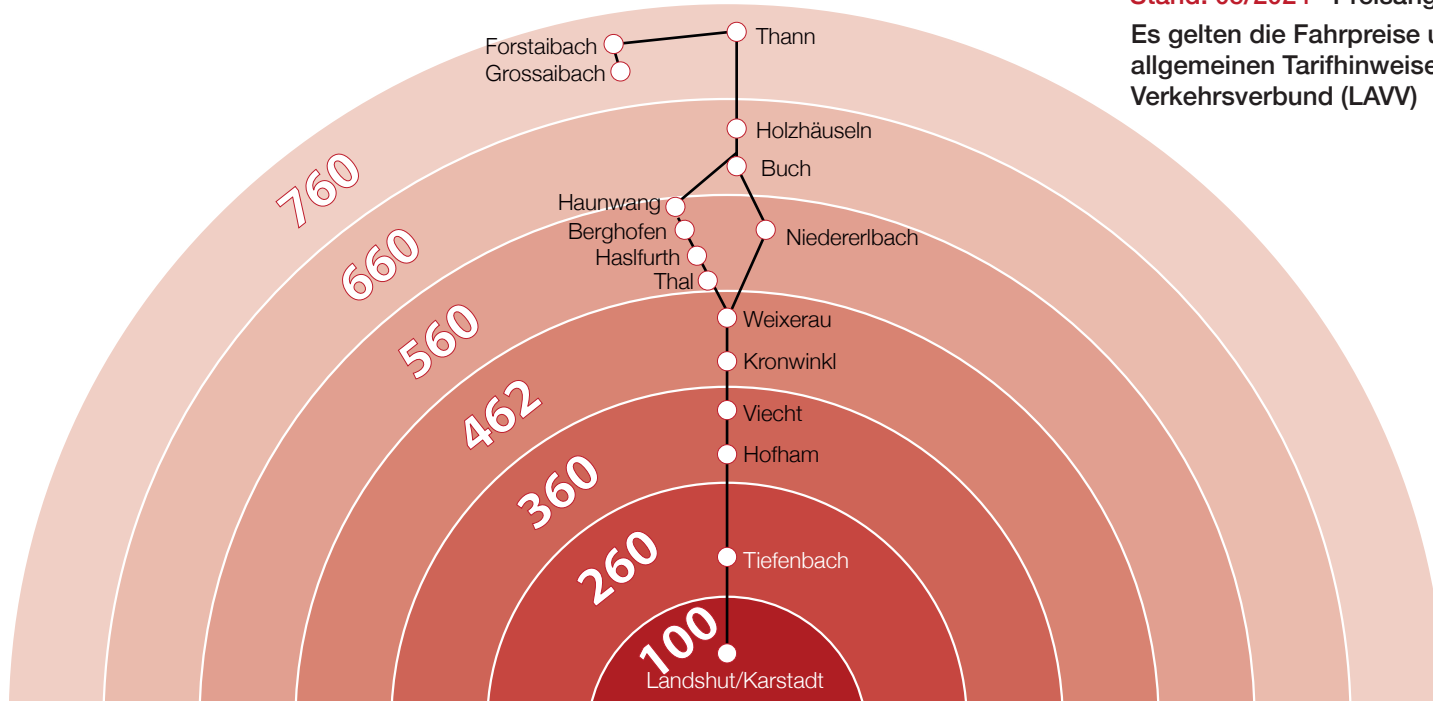 Es gelten die Fahrpreise
allgemeinen Tarifhinweise
Verkehrsverbund (LAVV)
Forstaibach
Thann
Grossaibach
Holzhäuseln
760
Buch
Haunwang
660
Berghofen
Niedererlbach
Haslfurth
Thal
560
Weixerau
Kronwinkl
462
Viecht
Hofham
360
260
Tiefenbach
100
Landshut/Karstadt